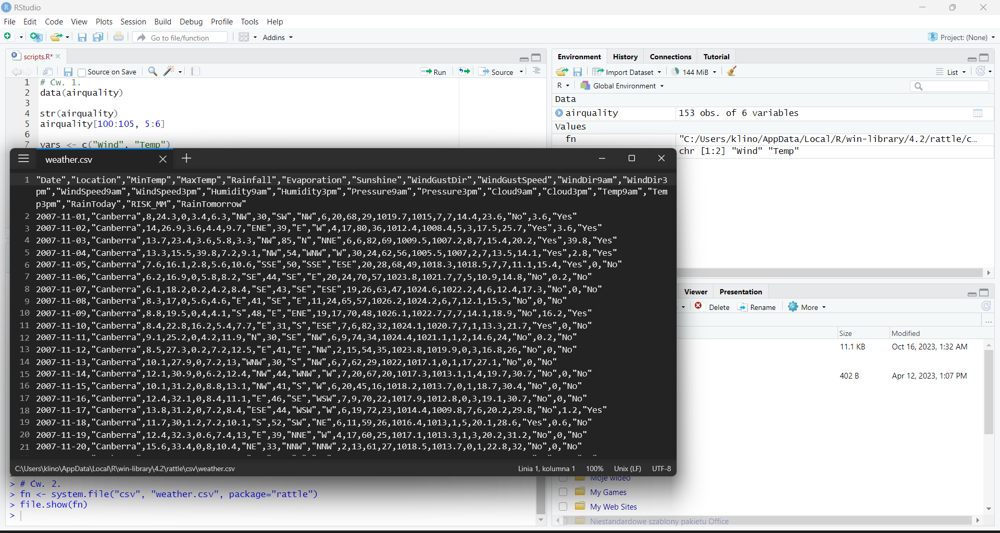 RStudio
File Edit Code View Plots Session Build Debug Profile Tools Help
Go to file/function Addins Project: (None)
scripts.R*
Source on Save Run Source
1 # Ćw. 1.
2 data(airquality)
3
4 str(airquality)
5 airquality[100:105, 5:6]
6
7 vars <- c("Wind", "Temp")
Environment History Connections Tutorial
Import Dataset 144 MiB List
R Global Environment
Data
airquality 153 obs. of 6 variables
Values
fn "C:/Users/klino/AppData/Local/R/win-library/4.2/rattle/c…
chr [1:2] "Wind" "Temp"
weather.csv
1 "Date","Location","MinTemp","MaxTemp","Rainfall","Evaporation","Sunshine","WindGustDir","WindGustSpeed","WindDir9am","WindDir3
pm","WindSpeed9am","WindSpeed3pm","Humidity9am","Humidity3pm","Pressure9am","Pressure3pm","Cloud9am","Cloud3pm","Temp9am","Tem
p3pm","RainToday","RISK_MM","RainTomorrow"
2 2007-11-01,"Canberra",8,24.3,0,3.4,6.3,"NW",30,"SW","NW",6,20,68,29,1019.7,1015,7,7,14.4,23.6,"No",3.6,"Yes"
3 2007-11-02,"Canberra",14,26.9,3.6,4.4,9.7,"ENE",39,"E","W",4,17,80,36,1012.4,1008.4,5,3,17.5,25.7,"Yes",3.6,"Yes"
4 2007-11-03,"Canberra",13.7,23.4,3.6,5.8,3.3,"NW",85,"N","NNE",6,6,82,69,1009.5,1007.2,8,7,15.4,20.2,"Yes",39.8,"Yes"
5 2007-11-04,"Canberra",13.3,15.5,39.8,7.2,9.1,"NW",54,"WNW","W",30,24,62,56,1005.5,1007,2,7,13.5,14.1,"Yes",2.8,"Yes"
6 2007-11-05,"Canberra",7.6,16.1,2.8,5.6,10.6,"SSE",50,"SSE","ESE",20,28,68,49,1018.3,1018.5,7,7,11.1,15.4,"Yes",0,"No"
7 2007-11-06,"Canberra",6.2,16.9,0,5.8,8.2,"SE",44,"SE","E",20,24,70,57,1023.8,1021.7,7,5,10.9,14.8,"No",0.2,"No"
8 2007-11-07,"Canberra",6.1,18.2,0.2,4.2,8.4,"SE",43,"SE","ESE",19,26,63,47,1024.6,1022.2,4,6,12.4,17.3,"No",0,"No"
9 2007-11-08,"Canberra",8.3,17,0,5.6,4.6,"E",41,"SE","E",11,24,65,57,1026.2,1024.2,6,7,12.1,15.5,"No",0,"No"
10 2007-11-09,"Canberra",8.8,19.5,0,4,4.1,"S",48,"E","ENE",19,17,70,48,1026.1,1022.7,7,7,14.1,18.9,"No",16.2,"Yes"
11 2007-11-10,"Canberra",8.4,22.8,16.2,5.4,7.7,"E",31,"S","ESE",7,6,82,32,1024.1,1020.7,7,1,13.3,21.7,"Yes",0,"No"
12 2007-11-11,"Canberra",9.1,25.2,0,4.2,11.9,"N",30,"SE","NW",6,9,74,34,1024.4,1021.1,1,2,14.6,24,"No",0.2,"No"
13 2007-11-12,"Canberra",8.5,27.3,0.2,7.2,12.5,"E",41,"E","NW",2,15,54,35,1023.8,1019.9,0,3,16.8,26,"No",0,"No"
14 2007-11-13,"Canberra",10.1,27.9,0,7.2,13,"WNW",30,"S","NW",6,7,62,29,1022,1017.1,0,1,17,27.1,"No",0,"No"
15 2007-11-14,"Canberra",12.1,30.9,0,6.2,12.4,"NW",44,"WNW","W",7,20,67,20,1017.3,1013.1,1,4,19.7,30.7,"No",0,"No"
16 2007-11-15,"Canberra",10.1,31.2,0,8.8,13.1,"NW",41,"S","W",6,20,45,16,1018.2,1013.7,0,1,18.7,30.4,"No",0,"No"
17 2007-11-16,"Canberra",12.4,32.1,0,8.4,11.1,"E",46,"SE","WSW",7,9,70,22,1017.9,1012.8,0,3,19.1,30.7,"No",0,"No"
18 2007-11-17,"Canberra",13.8,31.2,0,7.2,8.4,"ESE",44,"WSW","W",6,19,72,23,1014.4,1009.8,7,6,20.2,29.8,"No",1.2,"Yes"
19 2007-11-18,"Canberra",11.7,30,1.2,7.2,10.1,"S",52,"SW","NE",6,11,59,26,1016.4,1013,1,5,20.1,28.6,"Yes",0.6,"No"
20 2007-11-19,"Canberra",12.4,32.3,0.6,7.4,13,"E",39,"NNE","W",4,17,60,25,1017.1,1013.3,1,3,20.2,31.2,"No",0,"No"
21 2007-11-20,"Canberra",15.6,33.4,0,8,10.4,"NE",33,"NNW","NNW",2,13,61,27,1018.5,1013.7,0,1,22.8,32,"No",0,"No"
C:\Users\klino\AppData\Local\R\win-library\4.2\rattle\csv\weather.csv Linia 1, kolumna 1 100% Unix (LF) UTF-8
Viewer Presentation
Delete Rename More
...
Size Modified
11.1 KB Oct 16, 2023, 1:32 AM
402 B Apr 12, 2023, 1:07 PM
Moje wideo
My Games
My Web Sites
Niestandardowe szablony pakietu Office
> # Ćw. 2.
> fn <- system.file("csv", "weather.csv", package="rattle")
> file.show(fn)
>